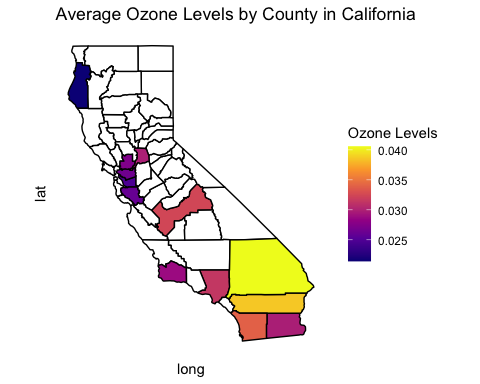 Average Ozone Levels by County in California
lat
long
Ozone Levels
0.040
0.035
0.030
0.025